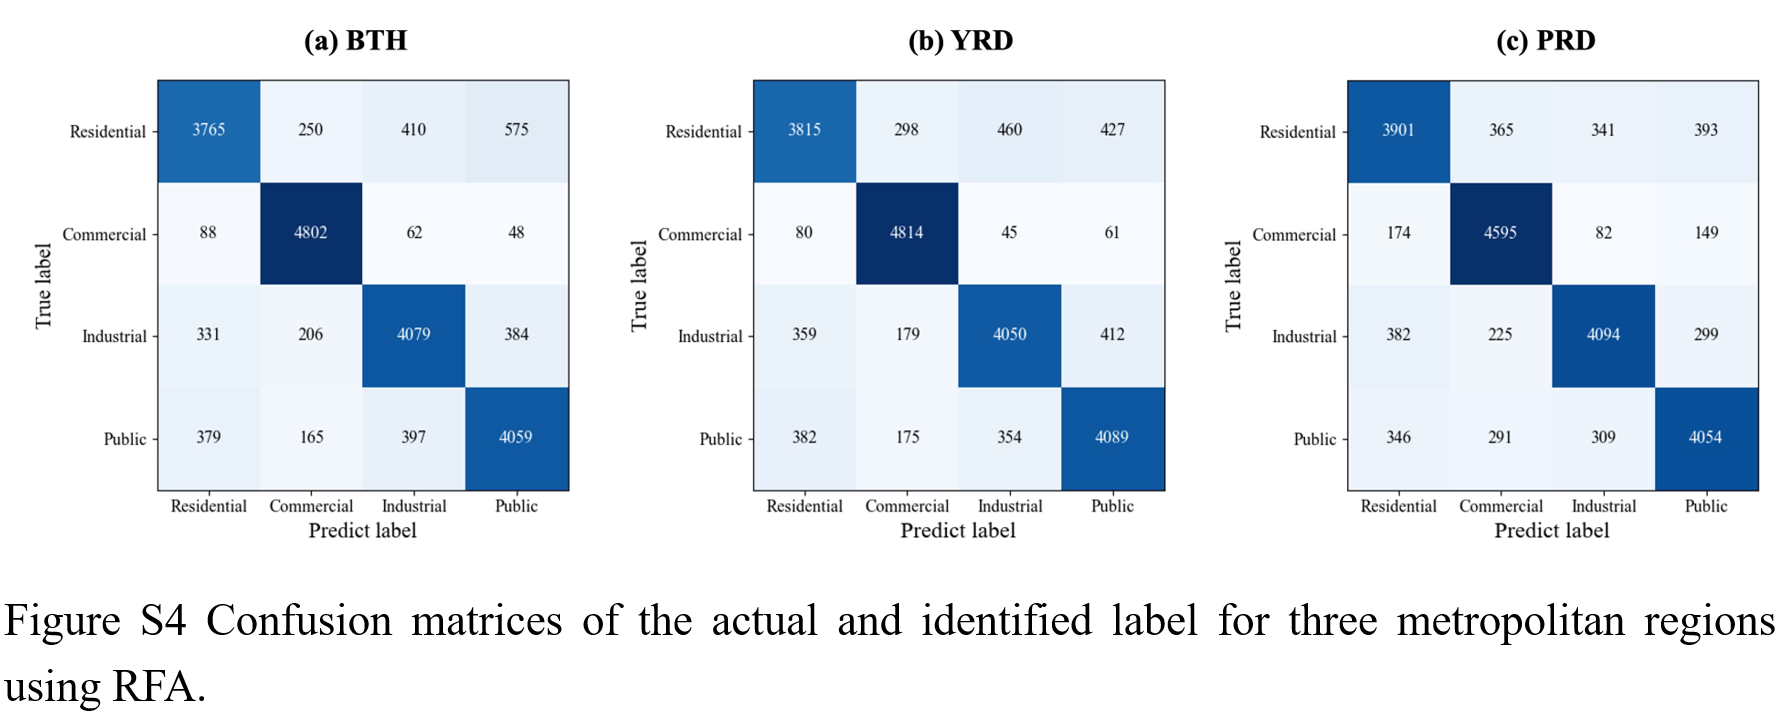 (a) BTH
Residential 3765 250 410 575
Commercial 88 4802 62 48
Industrial 331 206 4079 384
Public 379 165 397 4059
True label
Residential Commercial Industrial Public
Predict label
(b) YRD
Residential 3815 298 460 427
Commercial 80 4814 45 61
Industrial 359 179 4050 412
Public 382 175 354 4089
True label
Residential Commercial Industrial Public
Predict label
(c) PRD
Residential 3901 365 341 393
Commercial 174 4595 82 149
Industrial 382 225 4094 299
Public 346 291 309 4054
True label
Residential Commercial Industrial Public
Predict label
Figure S4 Confusion matrices of the actual and identified label for three metropolitan regions
using RFA.